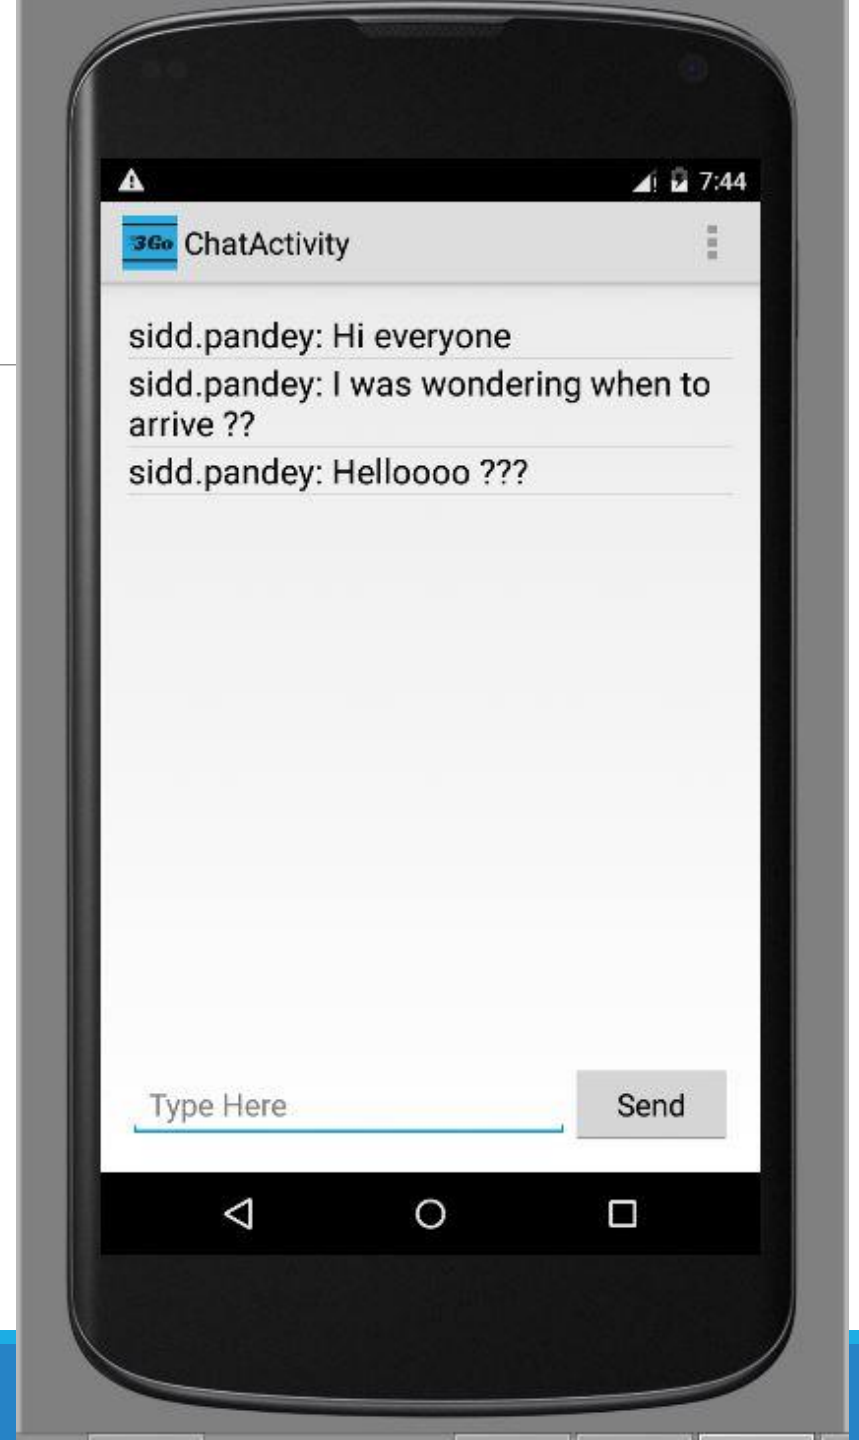 7:44
3Go ChatActivity
sidd.pandey: Hi everyone
sidd.pandey: I was wondering when to
arrive ??
sidd.pandey: Helloooo ???
Type Here
Send